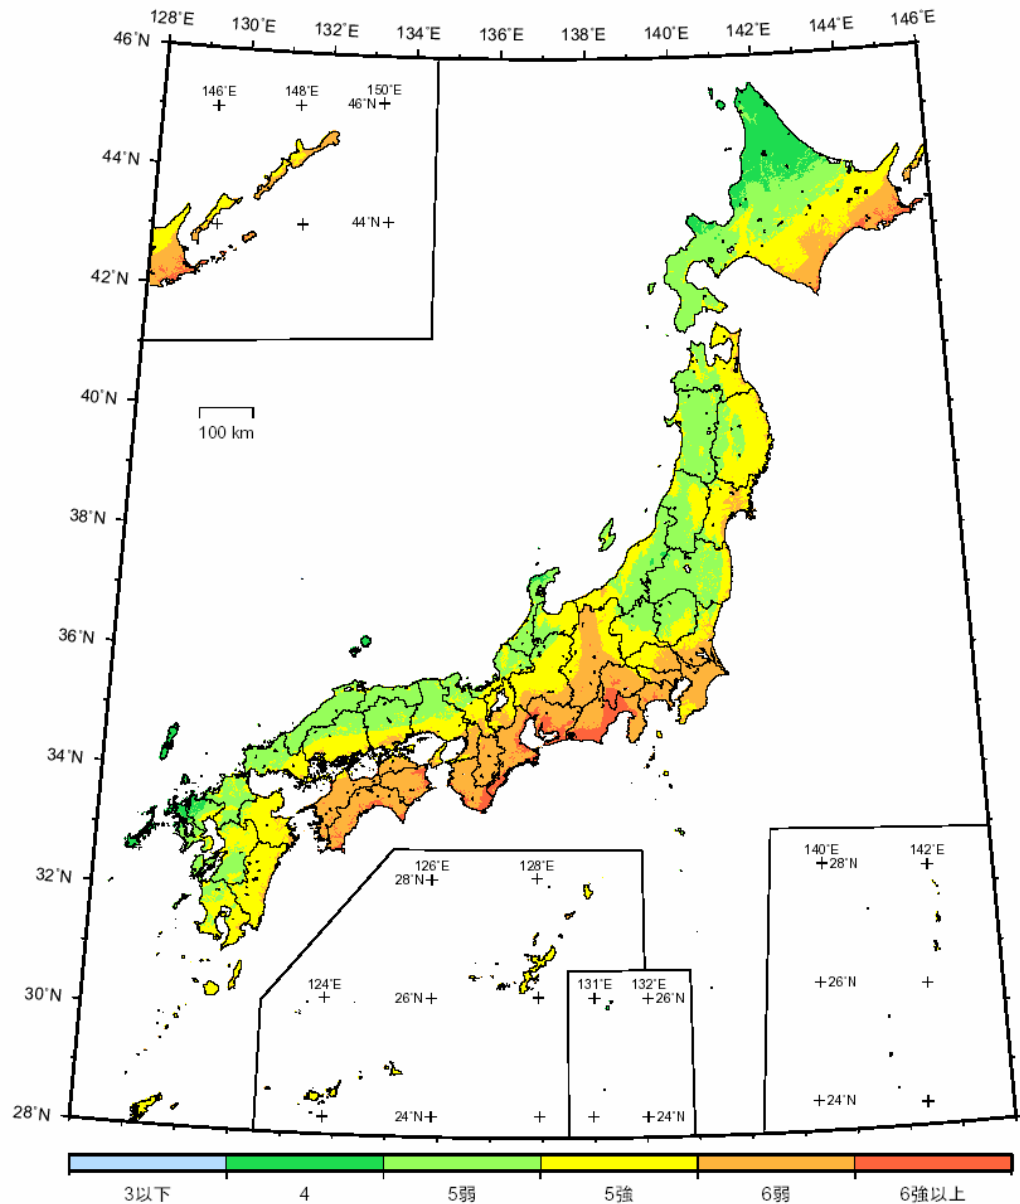 128°E 130°E 132°E 134°E 136°E 138°E 140°E 142°E 144°E 146°E
46°N
146°E 148°E 150°E
46°N
44°N
44°N
42°N
40°N
100 km
38°N
36°N
34°N
32°N
126°E 128°E
28°N
140°E 142°E
28°N
30°N
124°E
26°N
131°E 132°E
26°N
26°N
28°N
24°N
24°N
24°N
3以下 4 5弱 5強 6弱 6強以上